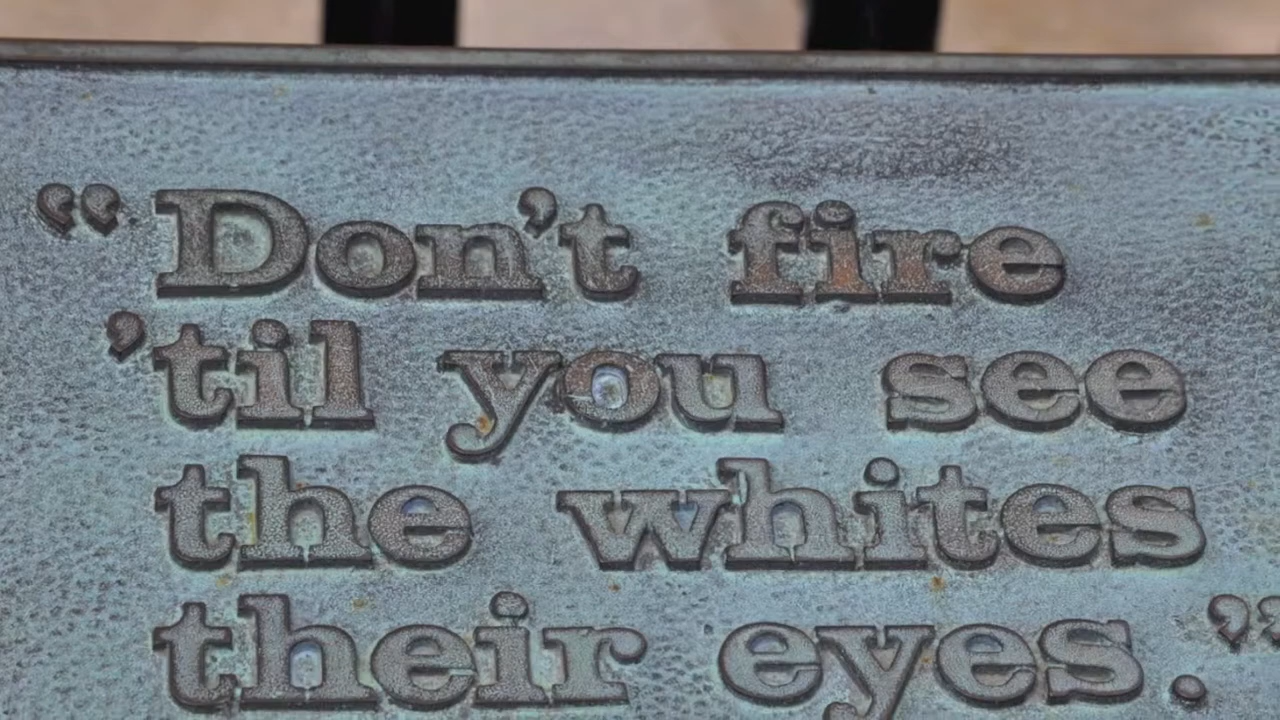 “Don’t fire
’til you see
the whites
their eyes.”